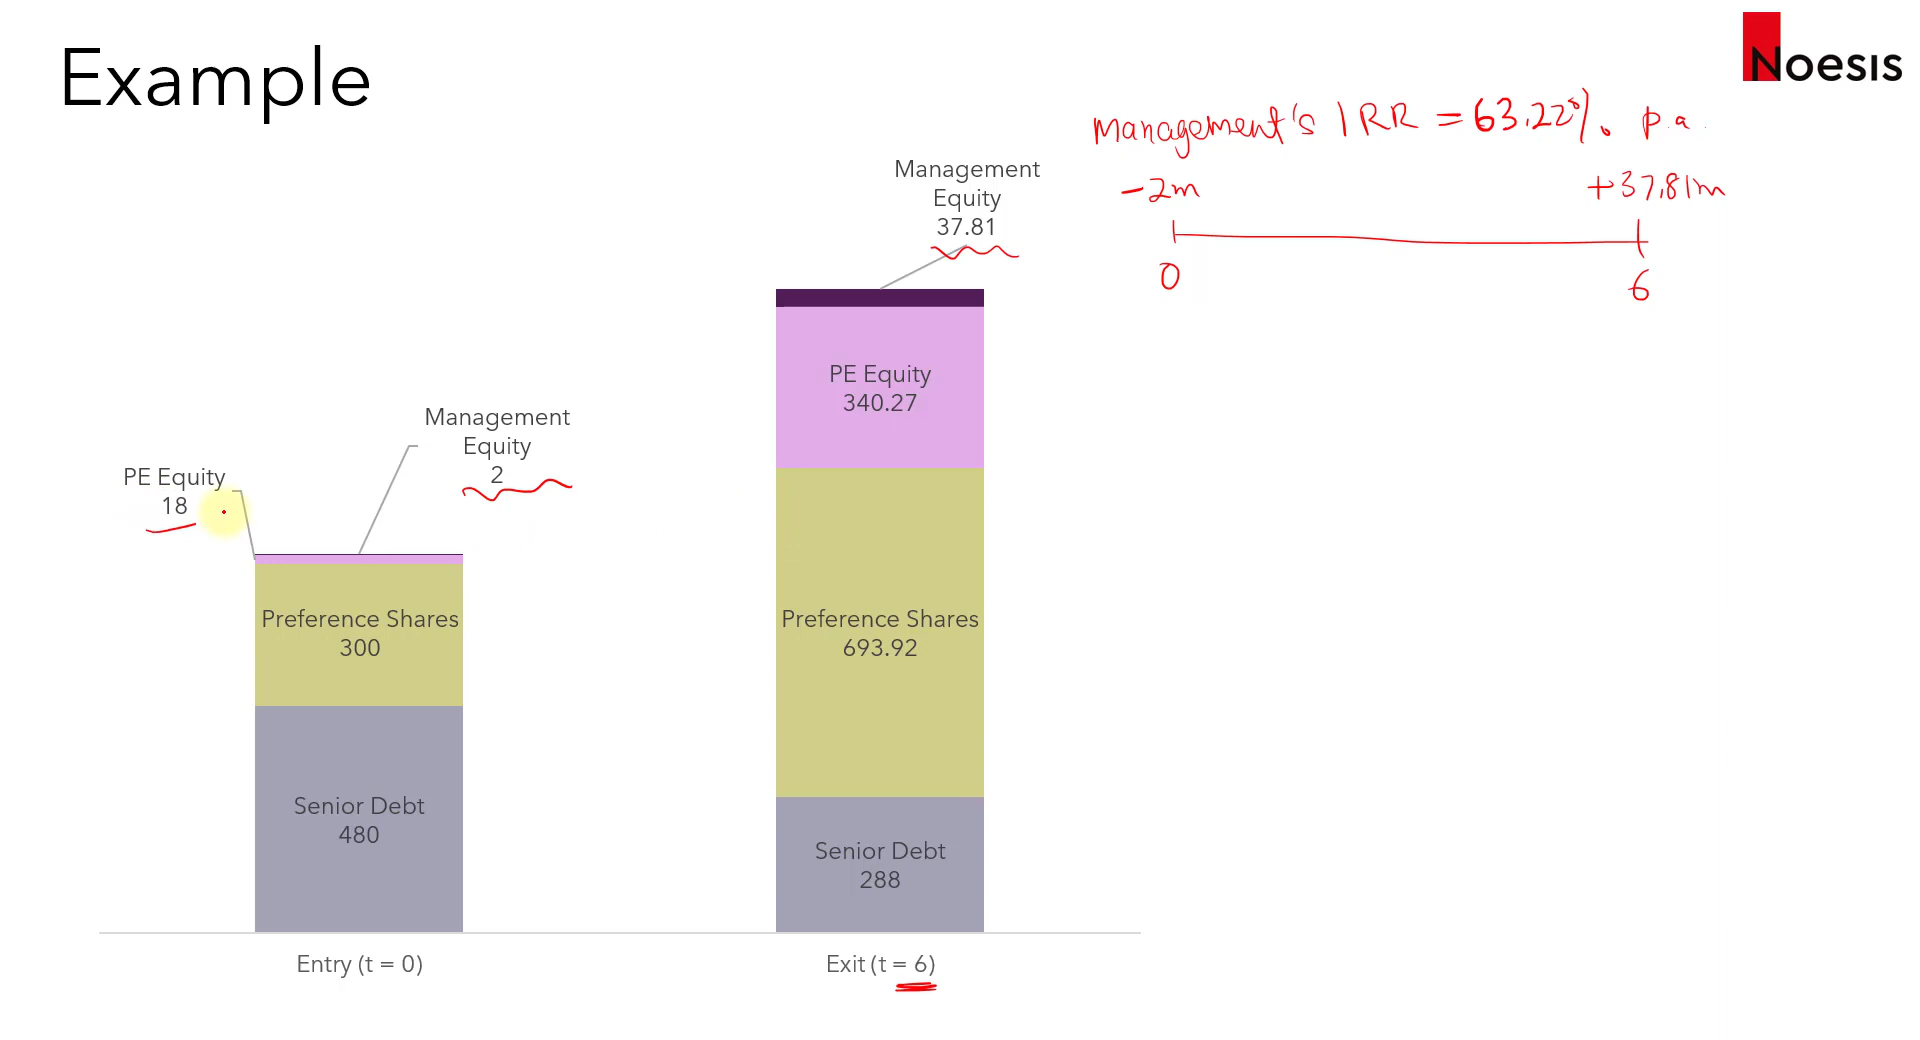 Example
Noesis
management's IRR = 63.22% p.a.
-2m
+37.81m
0
6
Management
Equity
37.81
PE Equity
340.27
Preference Shares
693.92
Senior Debt
288
Management
Equity
2
PE Equity
18
Preference Shares
300
Senior Debt
480
Entry (t = 0)
Exit (t = 6)